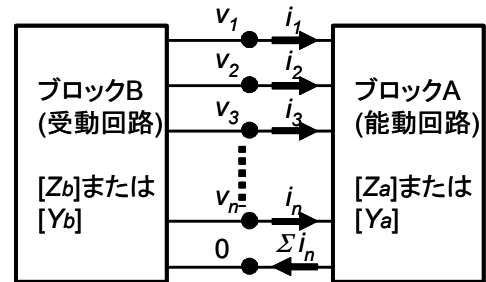 v1 i1
v2 i2
v3 i3
vn in
0 Σin
ブロックB
(受動回路)
[Zb]または
[Yb]
ブロックA
(能動回路)
[Za]または
[Ya]